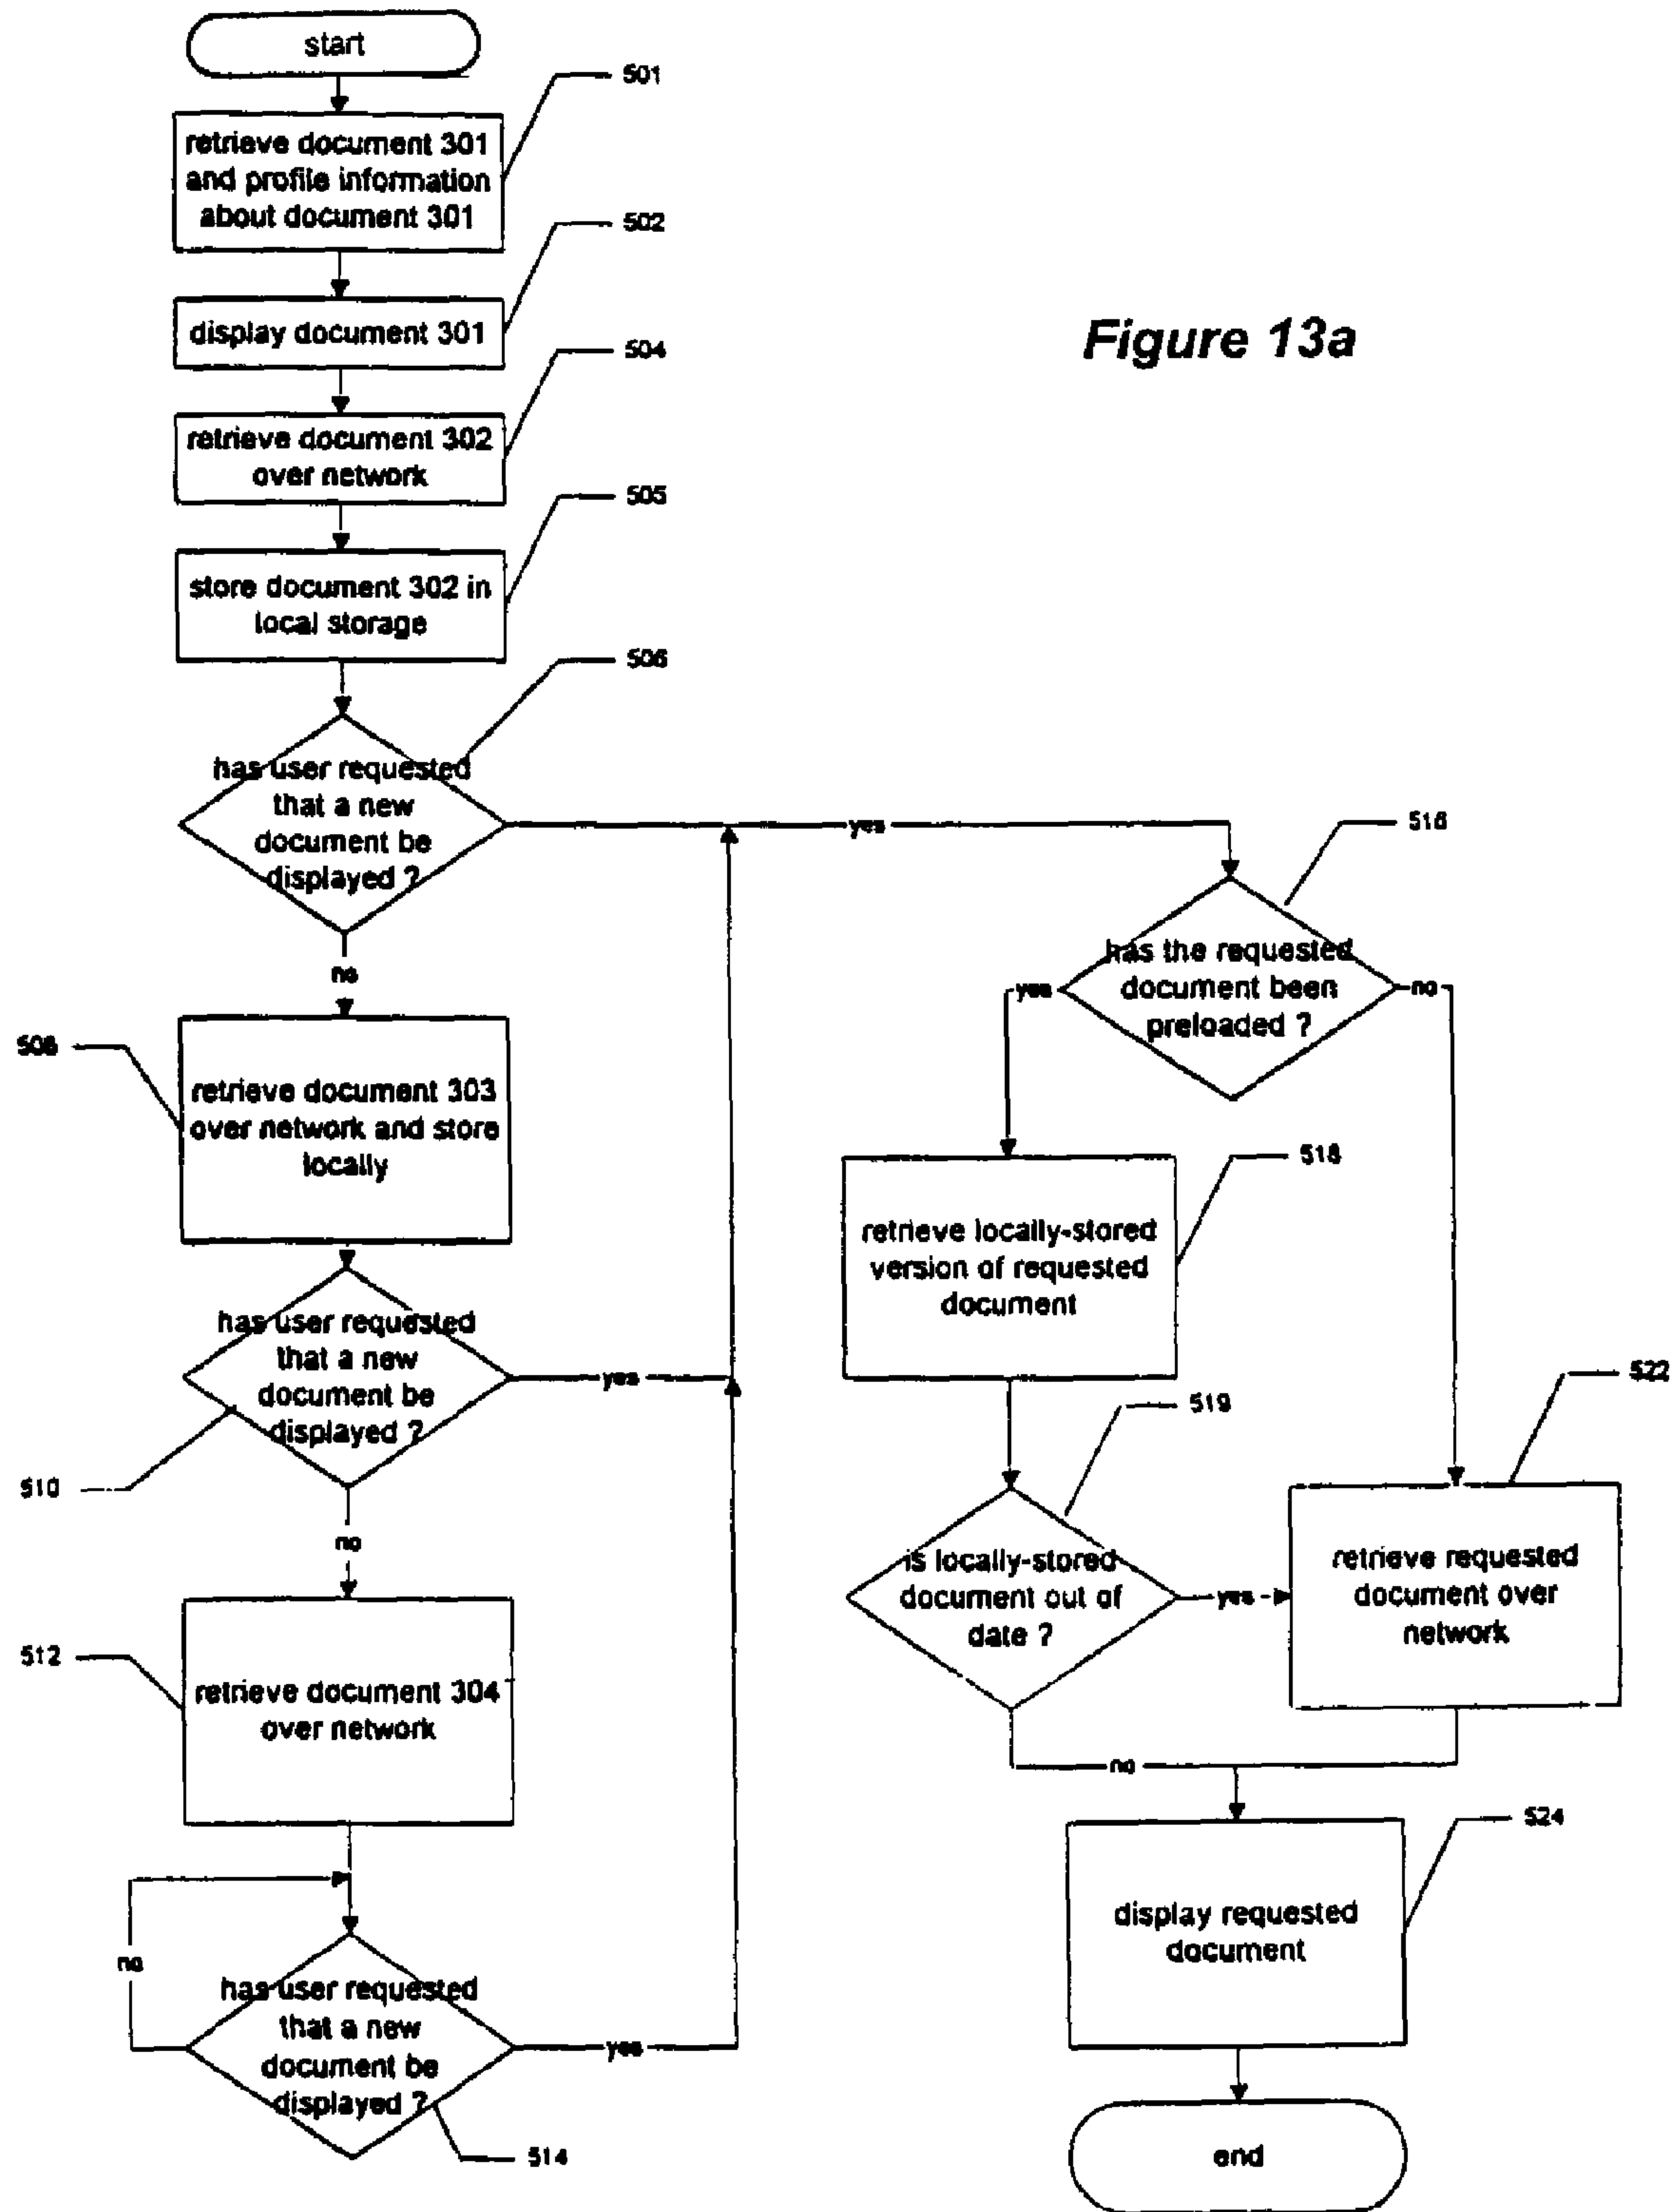 start
501
retrieve document 301
and profile information
about document 301
502
display document 301
Figure 13a
504
retrieve document 302
over network
505
store document 302 in
local storage
506
has user requested
that a new
document be
displayed ?
yes
no
516
has the requested
document been
preloaded ?
yes
no
508
retrieve document 303
over network and store
locally
518
retrieve locally-stored
version of requested
document
has user requested
that a new
document be
displayed ?
yes
510
no
519
is locally-stored
document out of
date ?
yes
no
522
retrieve requested
document over
network
512
retrieve document 304
over network
524
display requested
document
no
has user requested
that a new
document be
displayed ?
yes
514
end